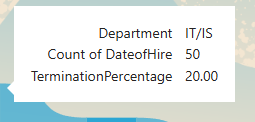 Department IT/IS
Count of DateofHire 50
TerminationPercentage 20.00